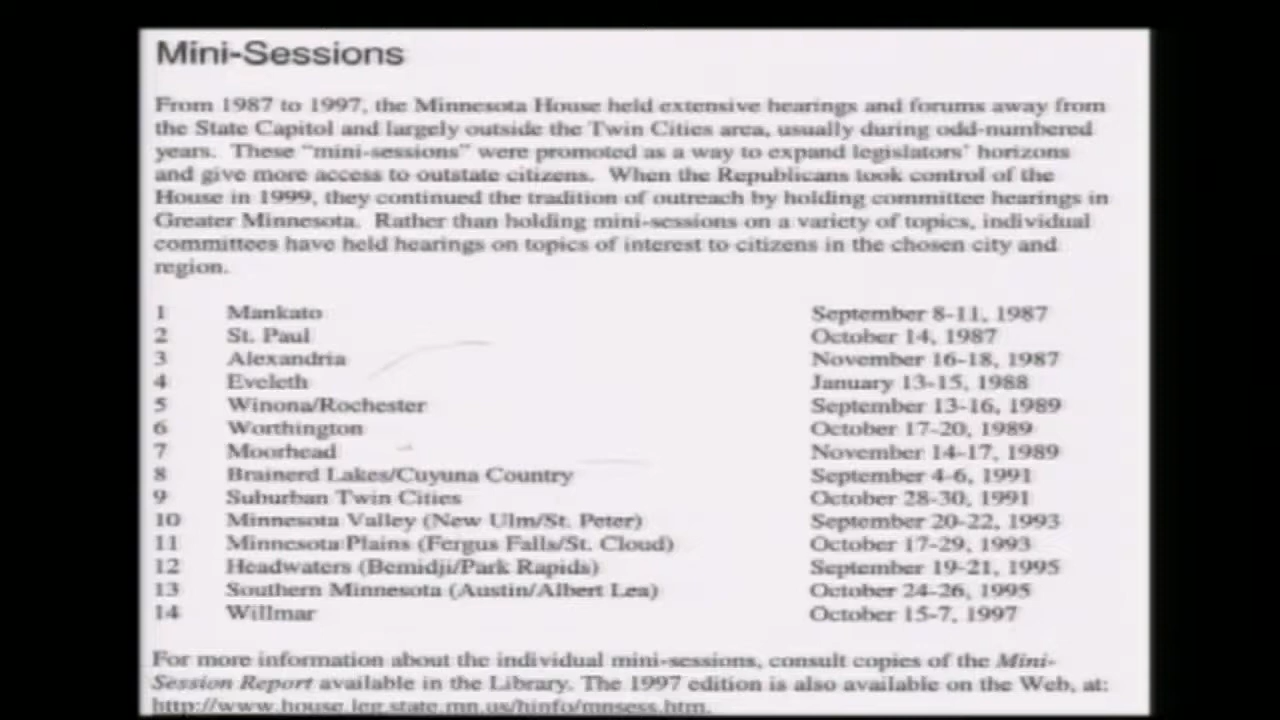 Mini-Sessions
From 1987 to 1997, the Minnesota House held extensive hearings and forums away from
the State Capitol and largely outside the Twin Cities area, usually during odd-numbered
years. These “mini-sessions” were promoted as a way to expand legislators’ horizons
and give more access to outstate citizens. When the Republicans took control of the
House in 1999, they continued the tradition of outreach by holding committee hearings in
Greater Minnesota. Rather than holding mini-sessions on a variety of topics, individual
committees have held hearings on topics of interest to citizens in the chosen city and
region.
1 Mankato September 8-11, 1987
2 St. Paul October 14, 1987
3 Alexandria November 16-18, 1987
4 Eveleth January 13-15, 1988
5 Winona/Rochester September 13-16, 1989
6 Worthington October 17-20, 1989
7 Moorhead November 14-17, 1989
8 Brainerd Lakes/Cuyuna Country September 4-6, 1991
9 Suburban Twin Cities October 28-30, 1991
10 Minnesota Valley (New Ulm/St. Peter) September 20-22, 1993
11 Minnesota Plains (Fergus Falls/St. Cloud) October 17-29, 1993
12 Headwaters (Bemidji/Park Rapids) September 19-21, 1995
13 Southern Minnesota (Austin/Albert Lea) October 24-26, 1995
14 Willmar October 15-7, 1997
For more information about the individual mini-sessions, consult copies of the Mini-
Session Report available in the Library. The 1997 edition is also available on the Web, at:
http://www.house.leg.state.mn.us/hinfo/mnsess.htm.